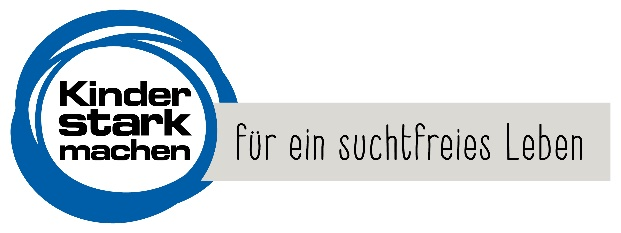 Kinder
stark
machen
für ein suchtfreies Leben